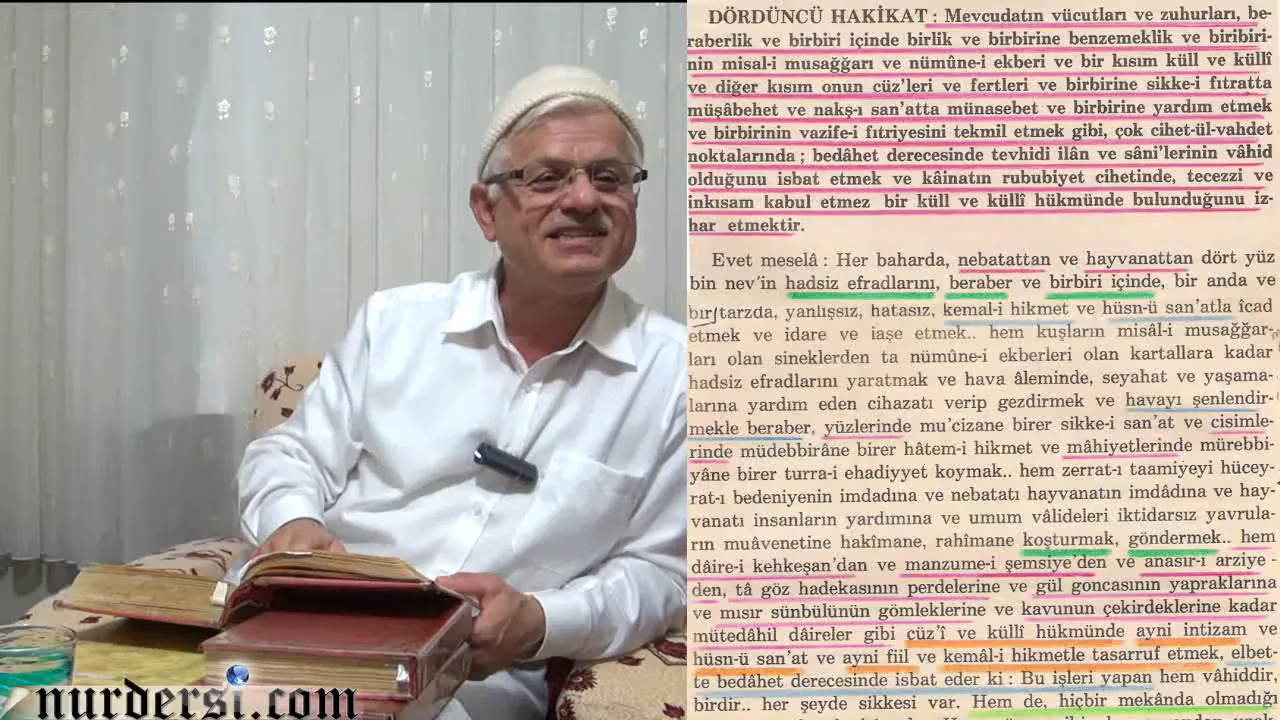 DÖRDÜNCÜ HAKİKAT : Mevcudatın vücutları ve zuhurları, be-
raberlik ve birbiri içinde birlik ve birbirine benzemeklik ve biribiri-
nin misal-i musağğarı ve nümûne-i ekberi ve bir kısım küll ve küllî
ve diğer kısım onun cüz'leri ve fertleri ve birbirine sikke-i fıtratta
müşâbehet ve nakş-ı san'atta münasebet ve birbirine yardım etmek
ve birbirinin vazife-i fıtriyesini tekmil etmek gibi, çok cihet-ül-vahdet
noktalarında ; bedâhet derecesinde tevhidi ilân ve sâni'lerinin vâhid
olduğunu isbat etmek ve kâinatın rububiyet cihetinde, tecezzi ve
inkısam kabul etmez bir küll ve küllî hükmünde bulunduğunu iz-
har etmektir.
Evet meselâ : Her baharda, nebatattan ve hayvanattan dört yüz
bin nev'in hadsiz efradlarını, beraber ve birbiri içinde, bir anda ve
bir tarzda, yanlışsız, hatasız, kemal-i hikmet ve hüsn-ü san'atla îcad
etmek ve idare ve iaşe etmek.. hem kuşların misâl-i musağğar-
ları olan sineklerden ta nümûne-i ekberleri olan kartallara kadar
hadsiz efradlarını yaratmak ve hava âleminde, seyahat ve yaşama-
larına yardım eden cihazatı verip gezdirmek ve havayı şenlendir-
mekle beraber, yüzlerinde mu'cizane birer sikke-i san'at ve cisimle-
rinde müdebbirâne birer hâtem-i hikmet ve mâhiyetlerinde mürebbi-
yâne birer turra-i ehadiyyet koymak.. hem zerrat-ı taamiyeyi hücey-
rat-ı bedeniyenin imdadına ve nebatatı hayvanatın imdâdına ve hay-
vanatı insanların yardımına ve umum vâlideleri iktidarsız yavrula-
rın muâvenetine hakîmane, rahîmane koşturmak, göndermek.. hem
dâire-i kehkeşan'dan ve manzume-i şemsiye'den ve anasır-ı arziye -
den, tâ göz hadekasının perdelerine ve gül goncasının yapraklarına
ve mısır sünbülünün gömleklerine ve kavunun çekirdeklerine kadar
mütedâhil dâireler gibi cüz'î ve küllî hükmünde ayni intizam ve
hüsn-ü san'at ve ayni fiil ve kemâl-i hikmetle tasarruf etmek, elbet-
te bedâhet derecesinde isbat eder ki : Bu işleri yapan hem vâhiddir,
birdir.. her şeyde sikkesi var. Hem de, hiçbir mekânda olmadığı
nurdersi.com